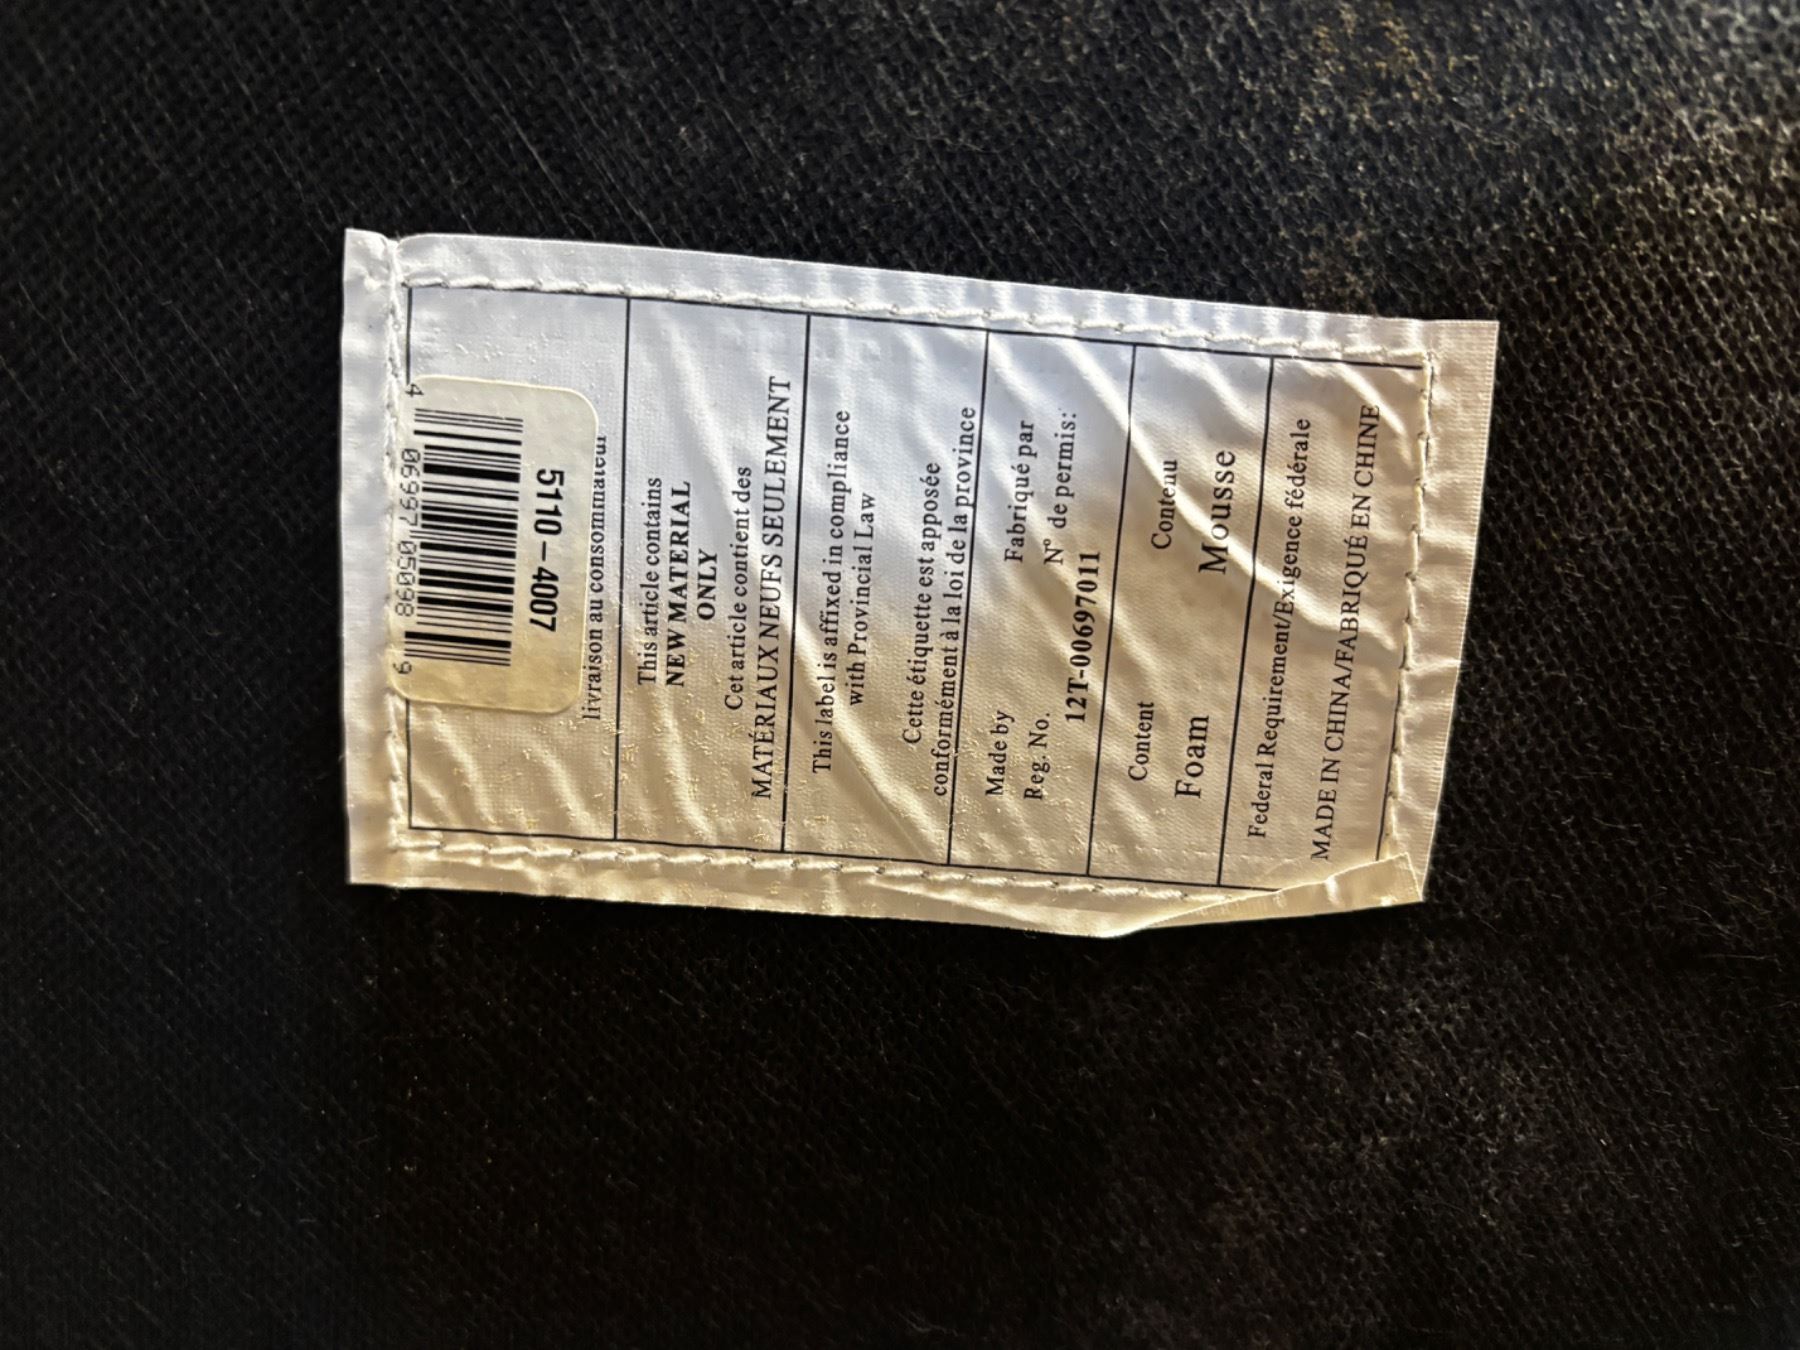 4 06997 05098 9
5110-4007
livraison au consommateur
This article contains
NEW MATERIAL
ONLY
Cet article contient des
MATÉRIAUX NEUFS SEULEMENT
This label is affixed in compliance
with Provincial Law
Cette étiquette est apposée
conformément à la loi de la province
Made by Fabriqué par
Reg. No. Nº de permis:
12T-00697011
Content Contenu
Foam Mousse
Federal Requirement/Exigence fédérale
MADE IN CHINA/FABRIQUÉ EN CHINE